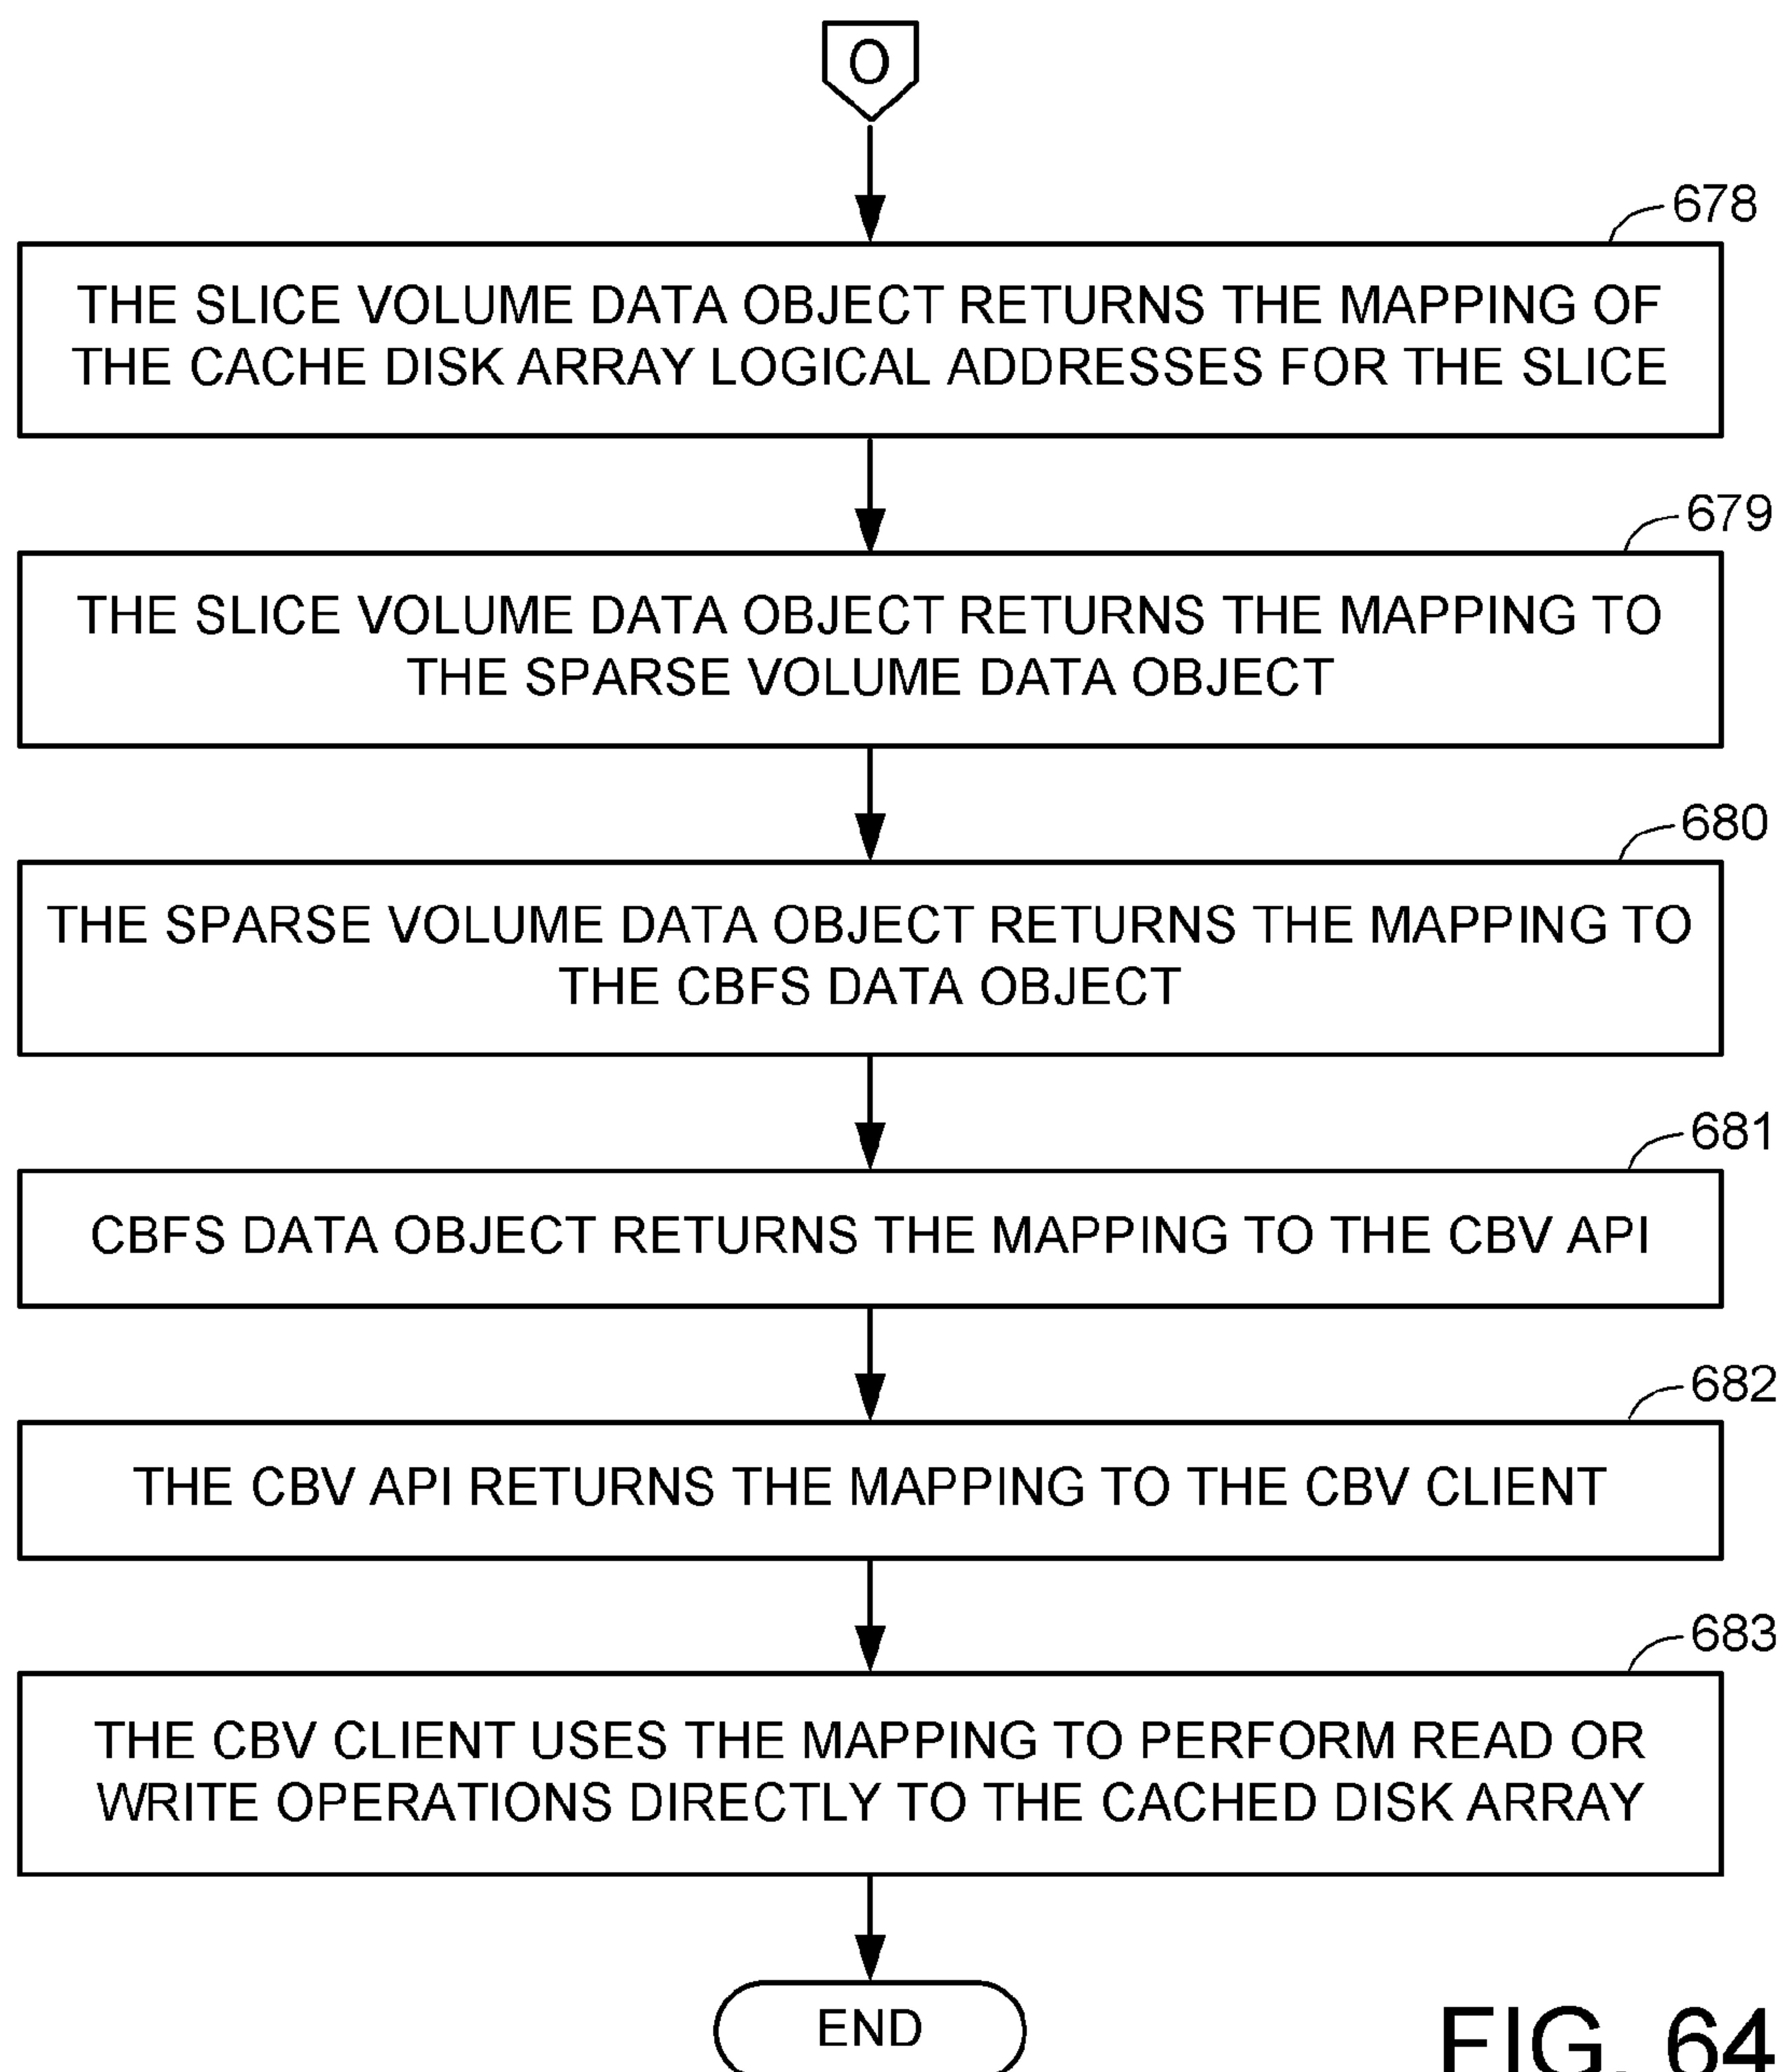 O
678
THE SLICE VOLUME DATA OBJECT RETURNS THE MAPPING OF
THE CACHE DISK ARRAY LOGICAL ADDRESSES FOR THE SLICE
679
THE SLICE VOLUME DATA OBJECT RETURNS THE MAPPING TO
THE SPARSE VOLUME DATA OBJECT
680
THE SPARSE VOLUME DATA OBJECT RETURNS THE MAPPING TO
THE CBFS DATA OBJECT
681
CBFS DATA OBJECT RETURNS THE MAPPING TO THE CBV API
682
THE CBV API RETURNS THE MAPPING TO THE CBV CLIENT
683
THE CBV CLIENT USES THE MAPPING TO PERFORM READ OR
WRITE OPERATIONS DIRECTLY TO THE CACHED DISK ARRAY
END
FIG. 64